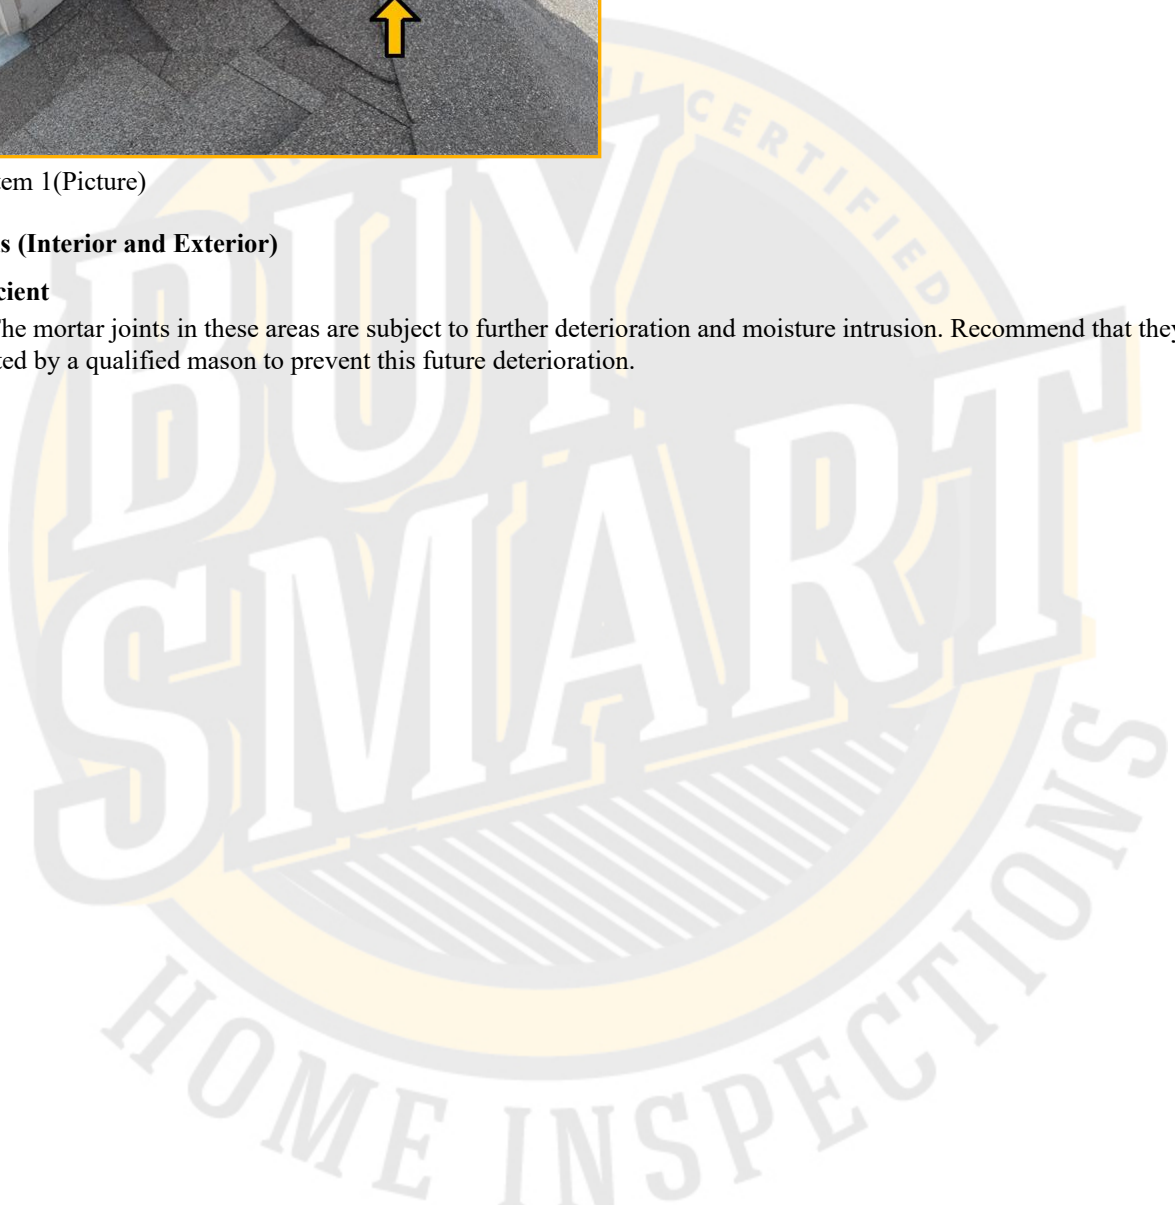 tem 1(Picture)
s (Interior and Exterior)
cient
The mortar joints in these areas are subject to further deterioration and moisture intrusion. Recommend that they
ted by a qualified mason to prevent this future deterioration.
CERTIFIED
BUY
SMART
HOME INSPECTIONS